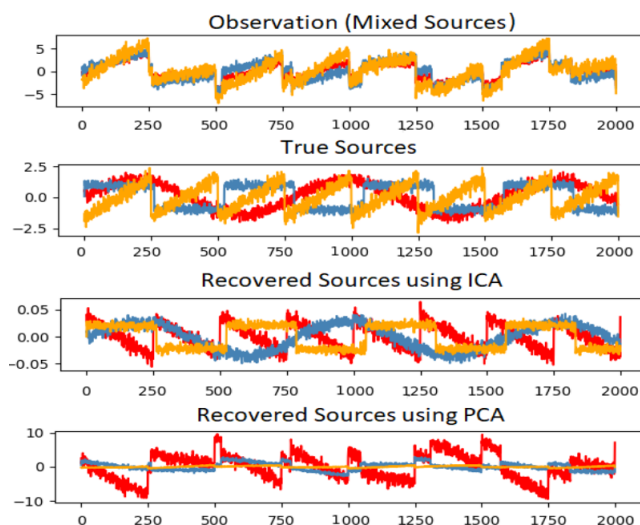 Observation (Mixed Sources)
5
0
−5
0 250 500 750 1000 1250 1500 1750 2000
True Sources
2.5
0.0
−2.5
0 250 500 750 1000 1250 1500 1750 2000
Recovered Sources using ICA
0.05
0.00
−0.05
0 250 500 750 1000 1250 1500 1750 2000
Recovered Sources using PCA
10
0
−10
0 250 500 750 1000 1250 1500 1750 2000